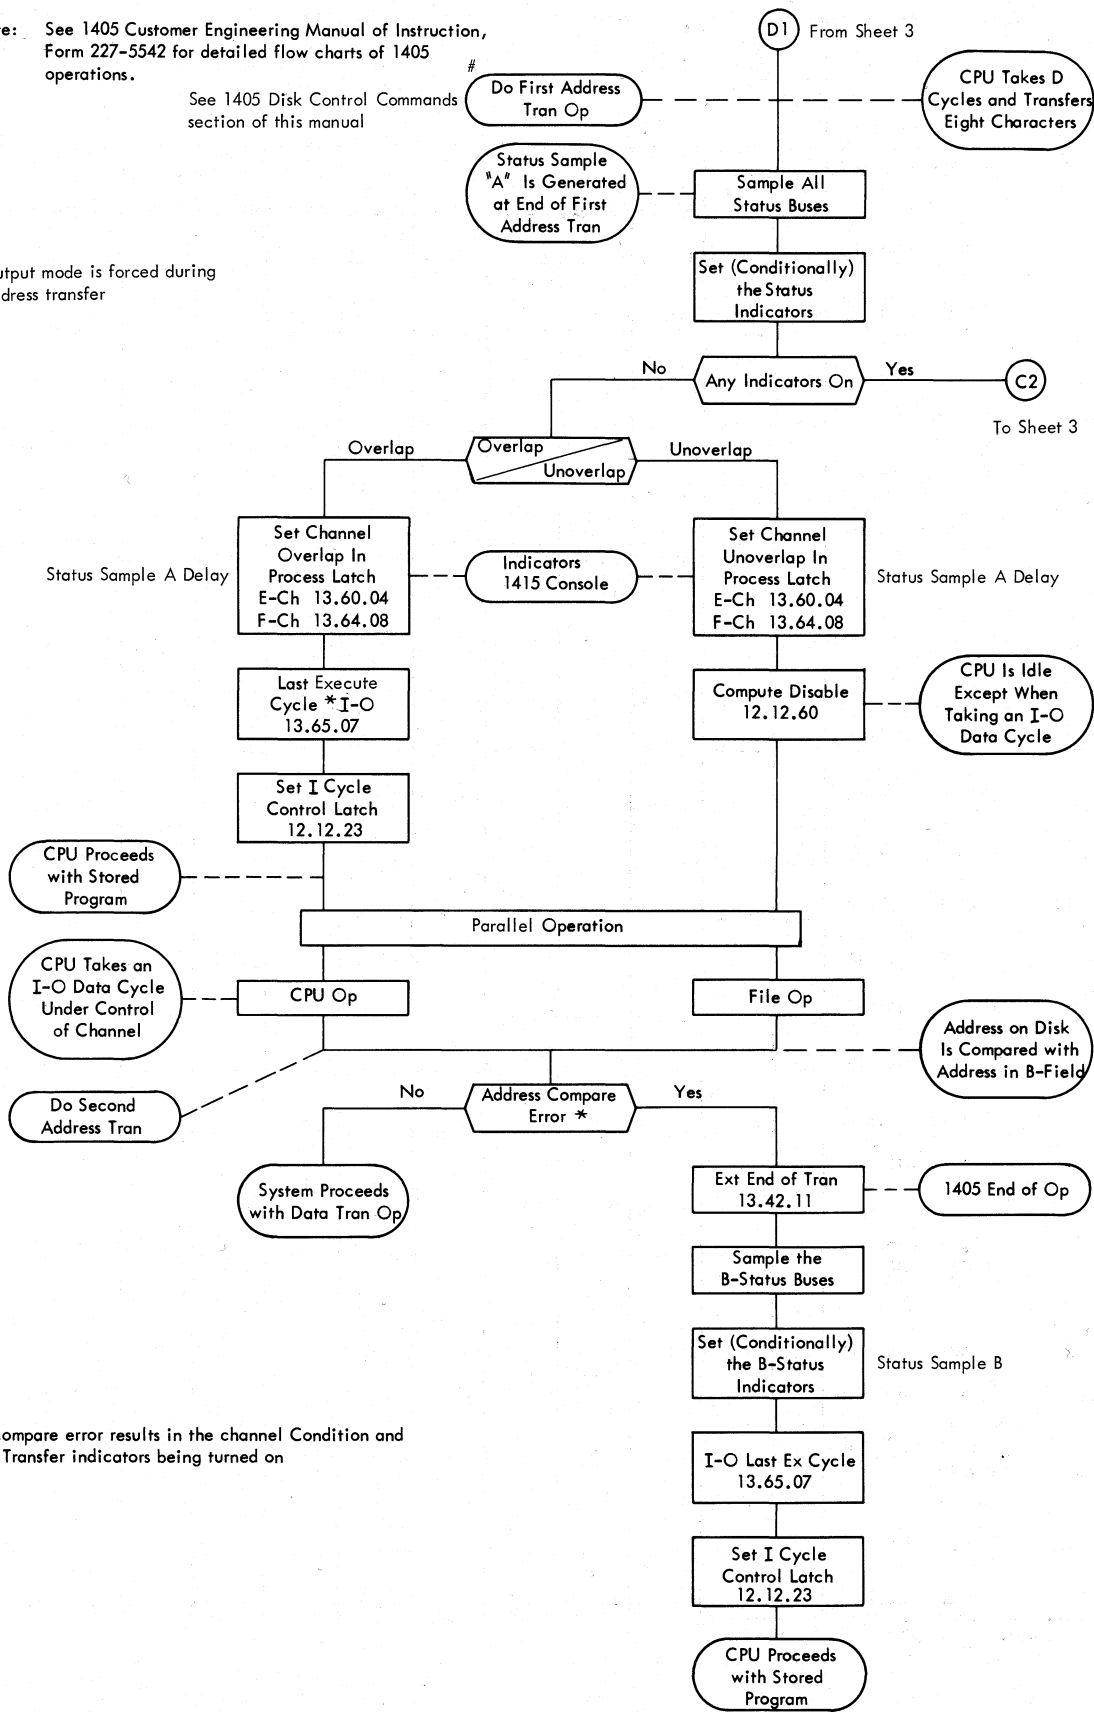 See 1405 Customer Engineering Manual of Instruction,
Form 227-5542 for detailed flow charts of 1405
operations.
D1
From Sheet 3
#
Do First Address
Tran Op
See 1405 Disk Control Commands
section of this manual
CPU Takes D
Cycles and Transfers
Eight Characters
Status Sample
"A" Is Generated
at End of First
Address Tran
Sample All
Status Buses
utput mode is forced during
dress transfer
Set (Conditionally)
the Status
Indicators
No
Any Indicators On
Yes
C2
To Sheet 3
Overlap
Overlap
Unoverlap
Unoverlap
Status Sample A Delay
Set Channel
Overlap In
Process Latch
E-Ch 13.60.04
F-Ch 13.64.08
Indicators
1415 Console
Set Channel
Unoverlap In
Process Latch
E-Ch 13.60.04
F-Ch 13.64.08
Status Sample A Delay
Last Execute
Cycle * I-O
13.65.07
Compute Disable
12.12.60
CPU Is Idle
Except When
Taking an I-O
Data Cycle
Set I Cycle
Control Latch
12.12.23
CPU Proceeds
with Stored
Program
Parallel Operation
CPU Takes an
I-O Data Cycle
Under Control
of Channel
CPU Op
File Op
Address on Disk
Is Compared with
Address in B-Field
Do Second
Address Tran
No
Address Compare
Error *
Yes
System Proceeds
with Data Tran Op
Ext End of Tran
13.42.11
1405 End of Op
Sample the
B-Status Buses
Set (Conditionally)
the B-Status
Indicators
Status Sample B
ompare error results in the channel Condition and
Transfer indicators being turned on
I-O Last Ex Cycle
13.65.07
Set I Cycle
Control Latch
12.12.23
CPU Proceeds
with Stored
Program